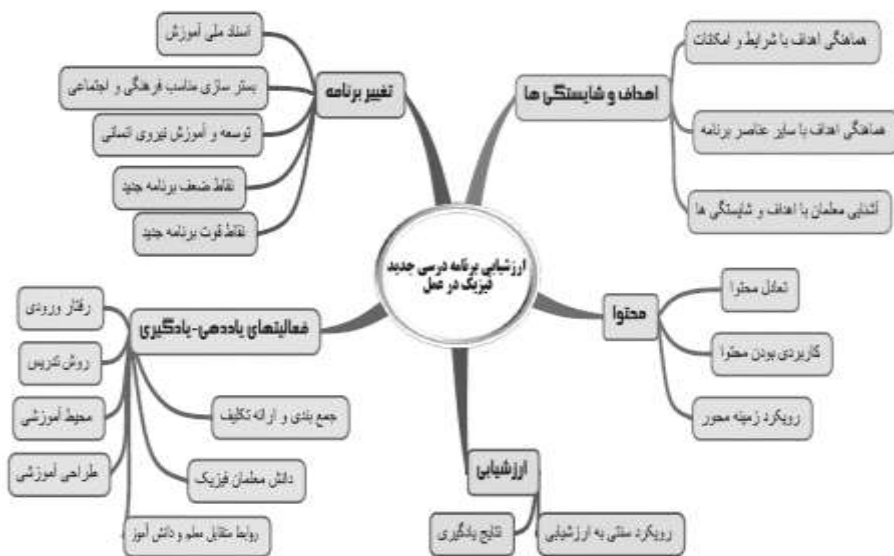 ارزشیابی برنامه درسی جدید
فیزیک در عمل
اهداف و شایستگی ها
هماهنگی اهداف با شرایط و امکانات
هماهنگی اهداف با سایر عناصر برنامه
آشنایی معلمان با اهداف و شایستگی ها
محتوا
تعادل محتوا
کاربردی بودن محتوا
رویکرد زمینه محور
ارزشیابی
رویکرد سنتی به ارزشیابی
نتایج یادگیری
فعالیتهای یاددهی-یادگیری
رفتار ورودی
روش تدریس
محیط آموزشی
طراحی آموزشی
روابط متقابل معلم و دانش آموز
دانش معلمان فیزیک
جمع بندی و ارائه تکلیف
تغییر برنامه
اسناد ملی آموزش
بستر سازی مناسب فرهنگی و اجتماعی
توسعه و آموزش نیروی انسانی
نقاط ضعف برنامه جدید
نقاط قوت برنامه جدید